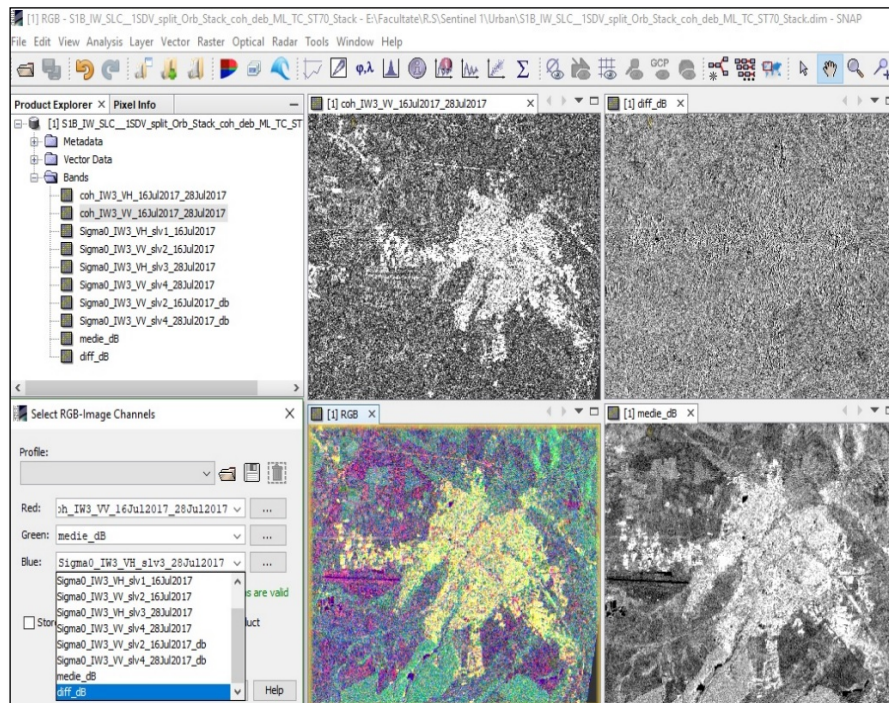 [1] RGB - S1B_IW_SLC__1SDV_split_Orb_Stack_coh_deb_ML_TC_ST70_Stack - E:\Facultate\R.S\Sentinel 1\Urban\S1B_IW_SLC__1SDV_split_Orb_Stack_coh_deb_ML_TC_ST70_Stack.dim - SNAP
File Edit View Analysis Layer Vector Raster Optical Radar Tools Window Help
φ,λ Σ GCP
Product Explorer × Pixel Info
[1] S1B_IW_SLC__1SDV_split_Orb_Stack_coh_deb_ML_TC_ST
Metadata
Vector Data
Bands
coh_IW3_VH_16Jul2017_28Jul2017
coh_IW3_VV_16Jul2017_28Jul2017
Sigma0_IW3_VH_slv1_16Jul2017
Sigma0_IW3_VV_slv2_16Jul2017
Sigma0_IW3_VH_slv3_28Jul2017
Sigma0_IW3_VV_slv4_28Jul2017
Sigma0_IW3_VV_slv2_16Jul2017_db
Sigma0_IW3_VV_slv4_28Jul2017_db
medie_dB
diff_dB
[1] coh_IW3_VV_16Jul2017_28Jul2017 ×
[1] diff_dB ×
Select RGB-Image Channels ×
Profile:
Red: oh_IW3_VV_16Jul2017_28Jul2017 ...
Green: medie_dB ...
Blue: Sigma0_IW3_VH_slv3_28Jul2017 ...
Sigma0_IW3_VH_slv1_16Jul2017
Sigma0_IW3_VV_slv2_16Jul2017
s are valid
Sigma0_IW3_VH_slv3_28Jul2017
Stor
Sigma0_IW3_VV_slv4_28Jul2017
duct
Sigma0_IW3_VV_slv2_16Jul2017_db
Sigma0_IW3_VV_slv4_28Jul2017_db
medie_dB
diff_dB
Help
[1] RGB ×
[1] medie_dB ×